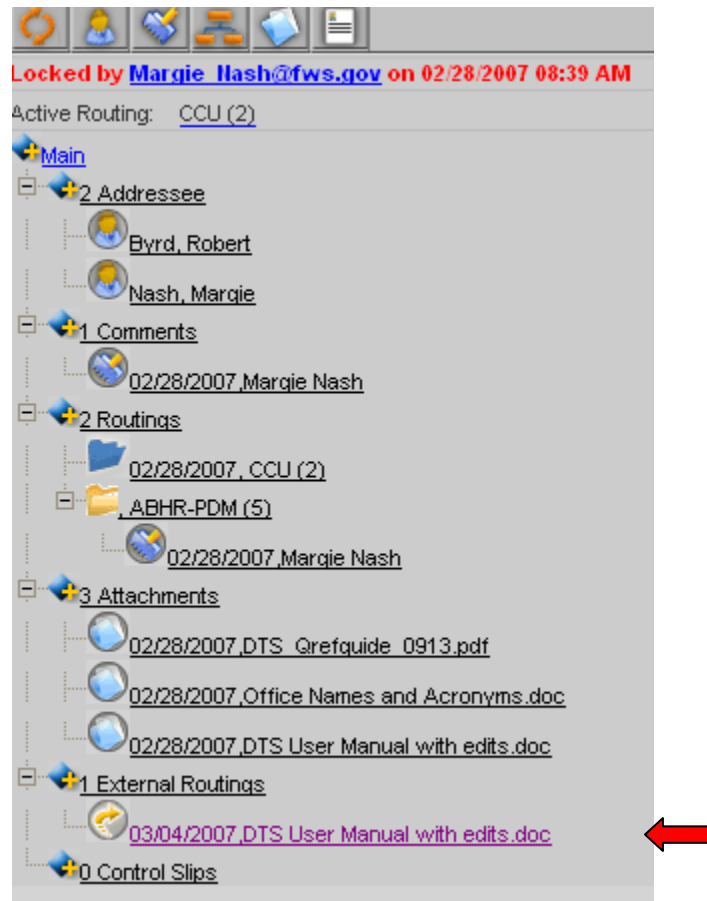 Locked by Margie_Nash@fws.gov on 02/28/2007 08:39 AM
Active Routing: CCU (2)
Main
2 Addressee
Byrd, Robert
Nash, Margie
1 Comments
02/28/2007,Margie Nash
2 Routings
02/28/2007, CCU (2)
, ABHR-PDM (5)
02/28/2007,Margie Nash
3 Attachments
02/28/2007,DTS_Qrefguide_0913.pdf
02/28/2007,Office Names and Acronyms.doc
02/28/2007,DTS User Manual with edits.doc
1 External Routings
03/04/2007,DTS User Manual with edits.doc
0 Control Slips